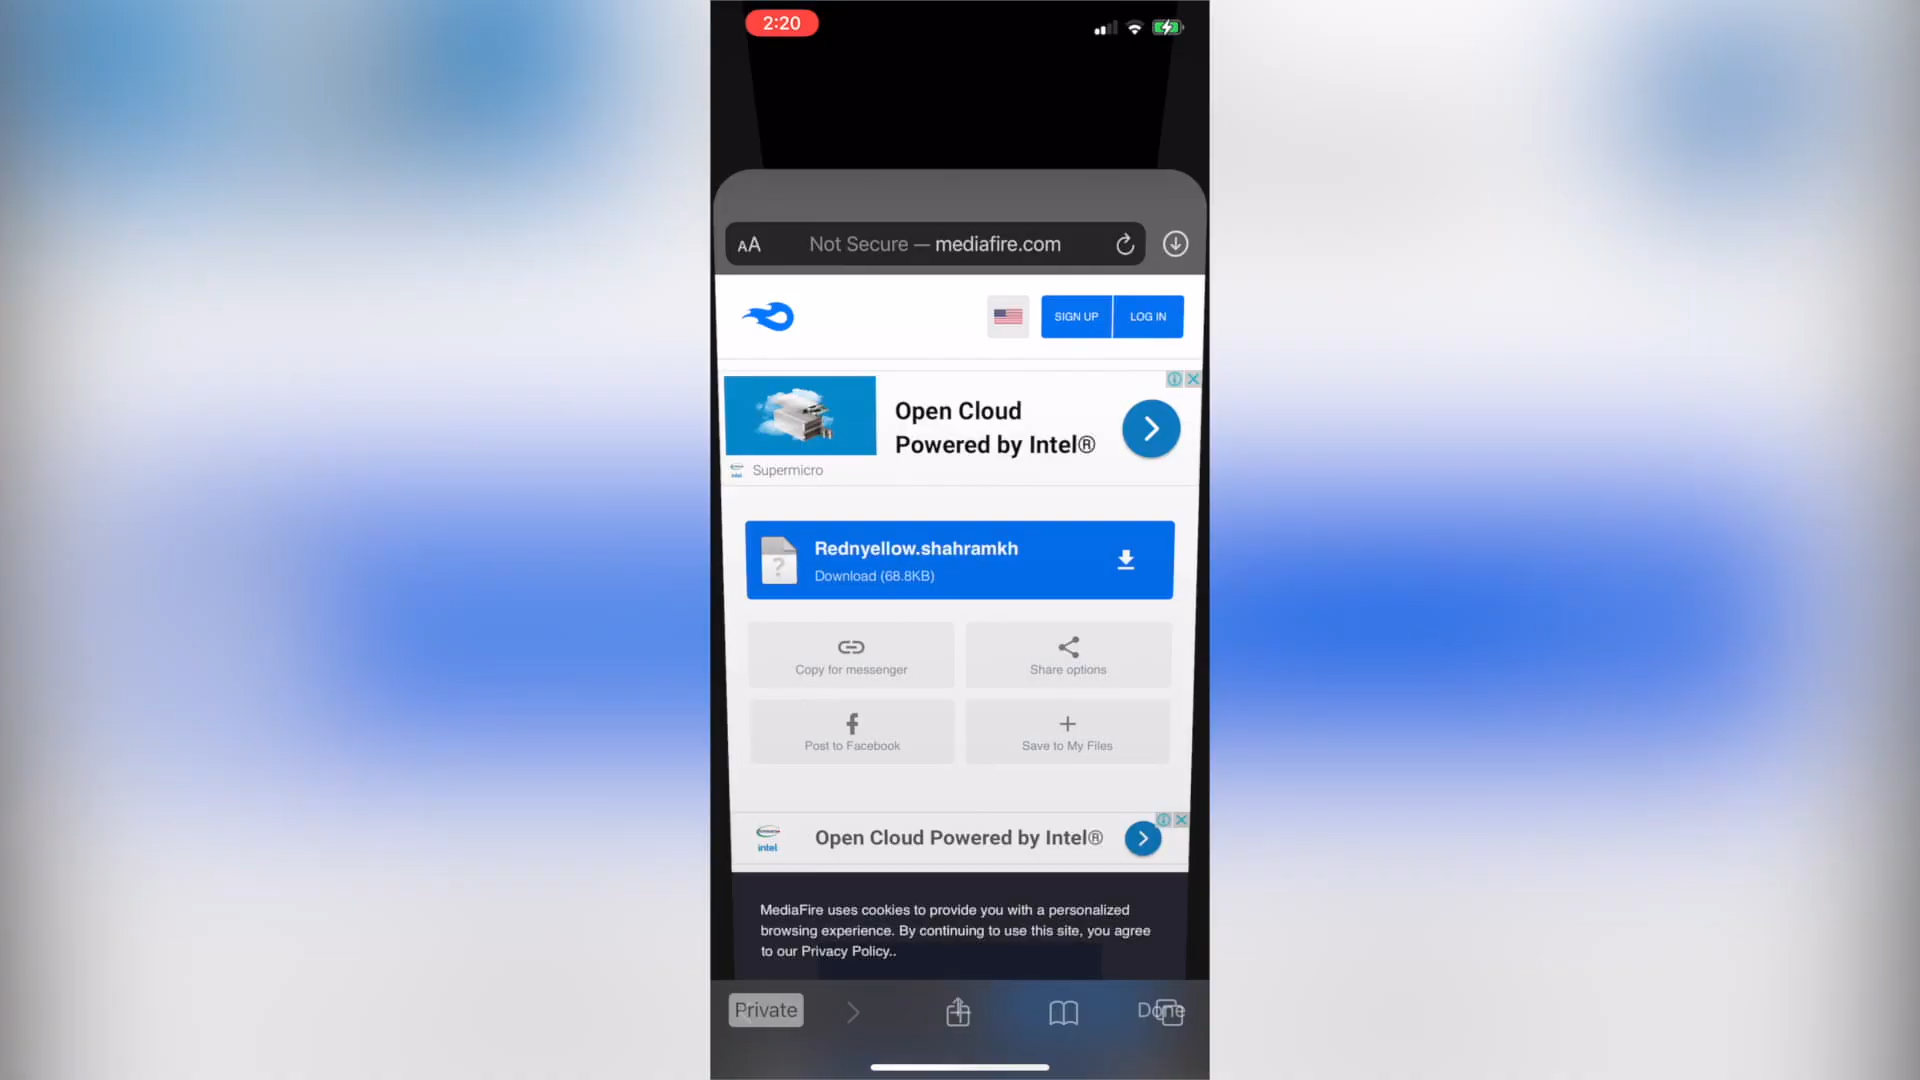 2:20
AA Not Secure — mediafire.com
SIGN UP LOG IN
Open Cloud
Powered by Intel®
intel Supermicro
Rednyellow.shahramkh
Download (68.8KB)
Copy for messenger Share options
Post to Facebook Save to My Files
intel Open Cloud Powered by Intel®
MediaFire uses cookies to provide you with a personalized
browsing experience. By continuing to use this site, you agree
to our Privacy Policy..
Private Done